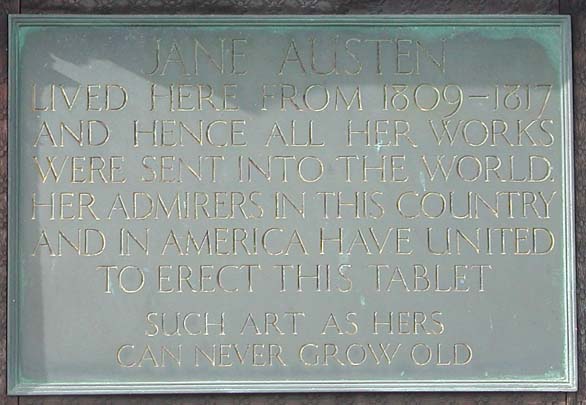 JANE AUSTEN
LIVED HERE FROM 1809–1817
AND HENCE ALL HER WORKS
WERE SENT INTO THE WORLD.
HER ADMIRERS IN THIS COUNTRY
AND IN AMERICA HAVE UNITED
TO ERECT THIS TABLET
SUCH ART AS HERS
CAN NEVER GROW OLD